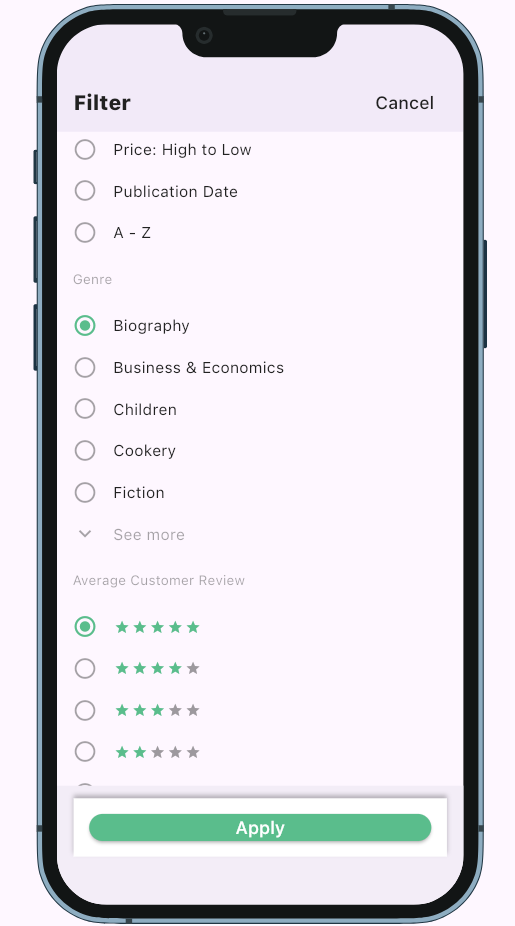 Filter
Cancel
Price: High to Low
Publication Date
A - Z
Genre
Biography
Business & Economics
Children
Cookery
Fiction
See more
Average Customer Review
Apply